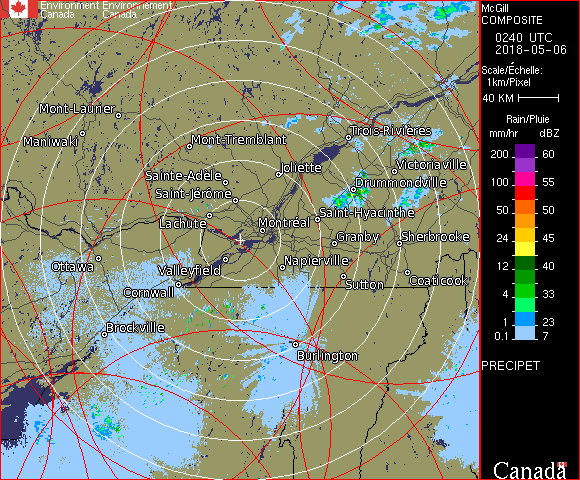 Environment Environnement
Canada Canada
McGill
COMPOSITE
0240 UTC
2018-05-06
Scale/Échelle:
1km/Pixel
40 KM
Rain/Pluie
mm/hr dBZ
200 60
100 55
50 50
24 45
12 40
4 33
1 23
0.1 7
PRECIPET
Canada
Mont-Laurier
Maniwaki
Mont-Tremblant
Trois-Rivières
Joliette
Victoriaville
Sainte-Adèle
Drummondville
Saint-Jérôme
Saint-Hyacinthe
Lachute
Montréal
Granby
Sherbrooke
Ottawa
Valleyfield
Napierville
Sutton
Coaticook
Cornwall
Brockville
Burlington